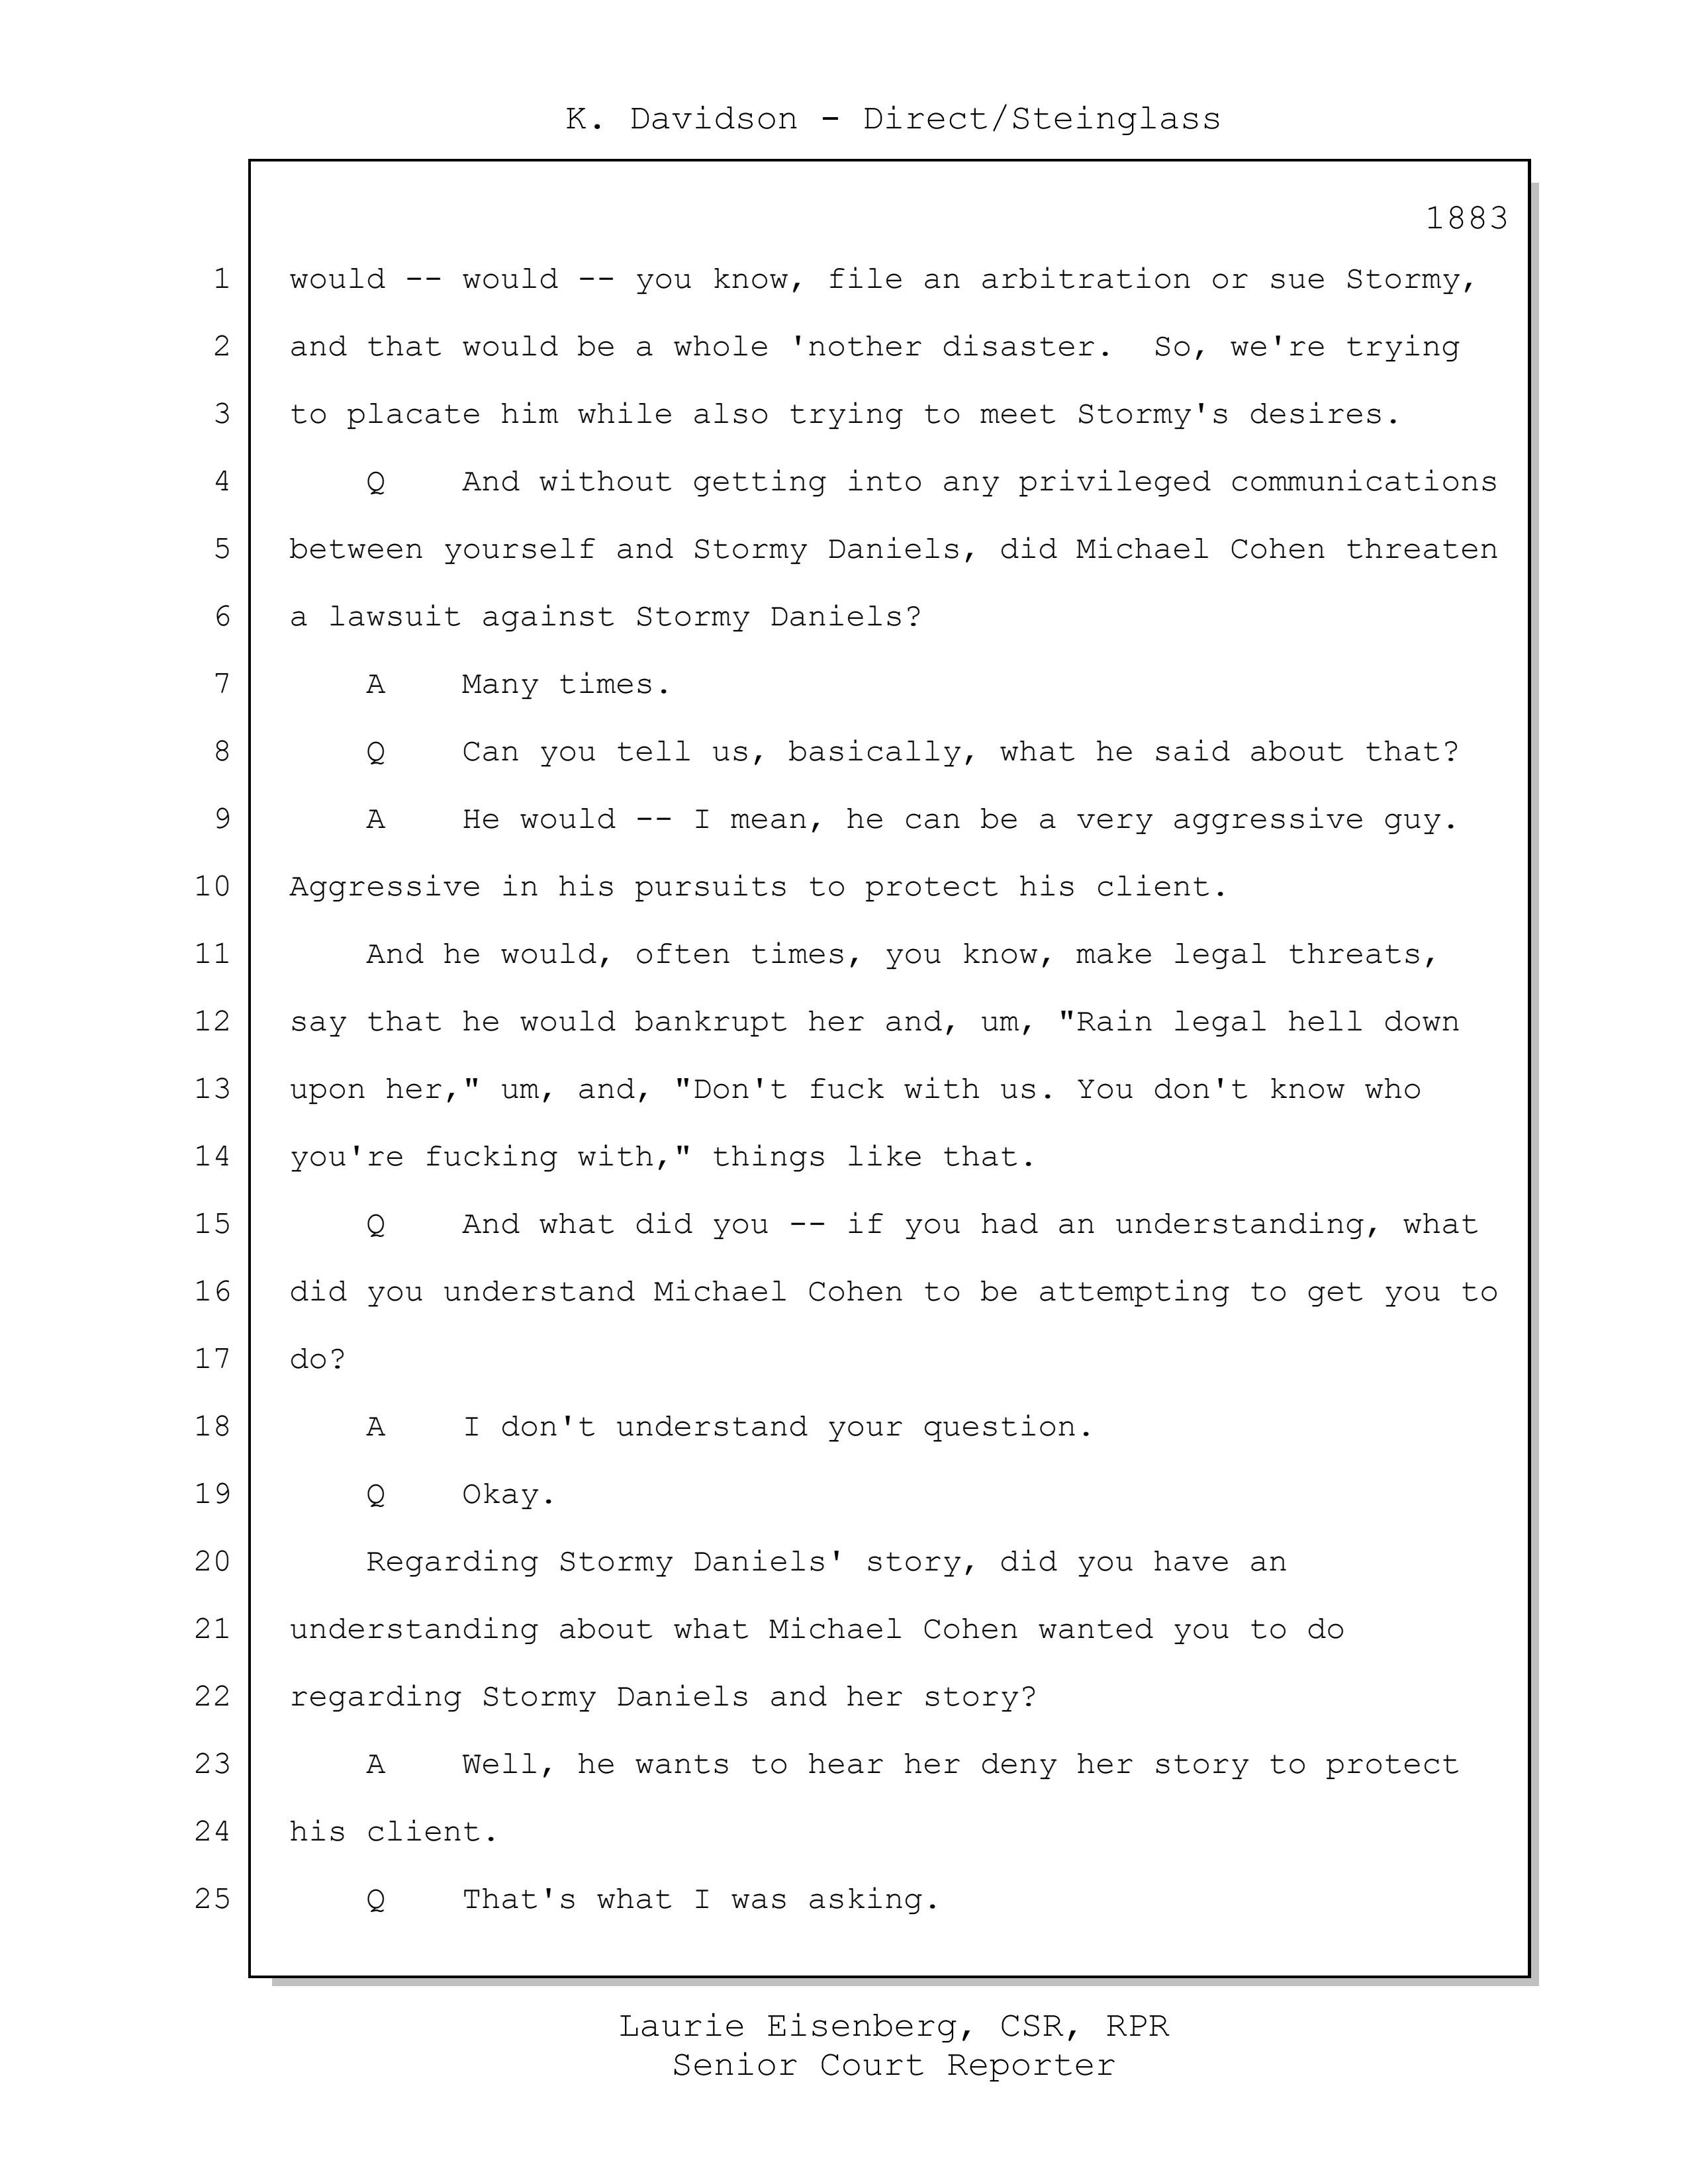 K. Davidson - Direct/Steinglass
1883
1 would -- would -- you know, file an arbitration or sue Stormy,
2 and that would be a whole 'nother disaster.  So, we're trying
3 to placate him while also trying to meet Stormy's desires.
4 Q And without getting into any privileged communications
5 between yourself and Stormy Daniels, did Michael Cohen threaten
6 a lawsuit against Stormy Daniels?
7 A Many times.
8 Q Can you tell us, basically, what he said about that?
9 A He would -- I mean, he can be a very aggressive guy.
10 Aggressive in his pursuits to protect his client.
11 And he would, often times, you know, make legal threats,
12 say that he would bankrupt her and, um, "Rain legal hell down
13 upon her," um, and, "Don't fuck with us. You don't know who
14 you're fucking with," things like that.
15 Q And what did you -- if you had an understanding, what
16 did you understand Michael Cohen to be attempting to get you to
17 do?
18 A I don't understand your question.
19 Q Okay.
20 Regarding Stormy Daniels' story, did you have an
21 understanding about what Michael Cohen wanted you to do
22 regarding Stormy Daniels and her story?
23 A Well, he wants to hear her deny her story to protect
24 his client.
25 Q That's what I was asking.
Laurie Eisenberg, CSR, RPR
Senior Court Reporter